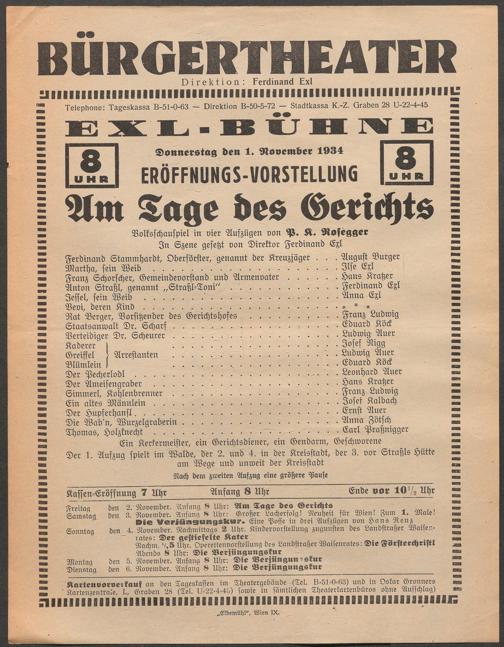 BÜRGERTHEATER
Direktion: Ferdinand Exl
Telephone: Tageskassa B-51-0-63 — Direktion B-50-5-72 — Stadtkassa K.-Z. Graben 28 U-22-4-45
EXL-BÜHNE
8 UHR
Donnerstag den 1. November 1934
8 UHR
ERÖFFNUNGS-VORSTELLUNG
Am Tage des Gerichts
Volksschauspiel in vier Aufzügen von P. K. Rosegger
In Szene gesetzt von Direktor Ferdinand Exl
Ferdinand Stammhardt, Oberförster, genannt der Kreuzjäger . . . August Burger
Martha, sein Weib . . . Ilse Exl
Franz Schorscher, Gemeindevorstand und Armenvater . . . Hans Kratzer
Anton Straßl, genannt „Straßl-Toni" . . . Ferdinand Exl
Jessel, sein Weib . . . Anna Exl
Bevi, deren Kind . . . * * *
Rat Berger, Vorsitzender des Gerichtshofes . . . Franz Ludwig
Staatsanwalt Dr. Scharf . . . Eduard Köck
Verteidiger Dr. Scheurer . . . Ludwig Auer
Kaderer . . . Josef Nigg
Greiffel } Arrestanten . . . Ludwig Auer
Blümlein . . . Eduard Köck
Der Pecherlodl . . . Leonhard Auer
Der Ameisengraber . . . Hans Kratzer
Simmerl, Kohlenbrenner . . . Franz Ludwig
Ein altes Männlein . . . Josef Kalbach
Der Hupferhansl . . . Ernst Auer
Die Wab'n, Wurzelgraberin . . . Anna Zötsch
Thomas, Holzknecht . . . Carl Praßnigger
Ein Kerkermeister, ein Gerichtsdiener, ein Gendarm, Geschworene
Der 1. Aufzug spielt im Walde, der 2. und 4. in der Kreisstadt, der 3. vor Straßls Hütte
am Wege und unweit der Kreisstadt
Nach dem zweiten Aufzug eine größere Pause
Kassen-Eröffnung 7 Uhr Anfang 8 Uhr Ende vor 10½ Uhr
Freitag den 2. November. Anfang 8 Uhr: Am Tage des Gerichts
Samstag den 3. November. Anfang 8 Uhr: Großer Lacherfolg! Neuheit für Wien! Zum 1. Male!
Die Verjüngungskur. Eine Posse in drei Aufzügen von Hans Renz
Sonntag den 4. November. Nachmittags 2 Uhr. Kindervorstellung zugunsten des Landstraßer Waisen-
rates: Der gestiefelte Kater
Nachm. ½5 Uhr. Operettenvorstellung des Landstraßer Waisenrates: Die Försterchristl
Abends 8 Uhr: Die Verjüngungskur
Montag den 5. November. Anfang 8 Uhr: Die Verjüngungskur
Dienstag den 6. November. Anfang 8 Uhr: Die Verjüngungskur
Kartenvorverkauf an den Tageskassen im Theatergebäude (Tel. B-51-0-63) und in Oskar Gronners
Kartenzentrale, I., Graben 28 (Tel. U-22-4-45) sowie in sämtlichen Theaterkartenbüros ohne Aufschlag)
„Elbemühl", Wien IX.